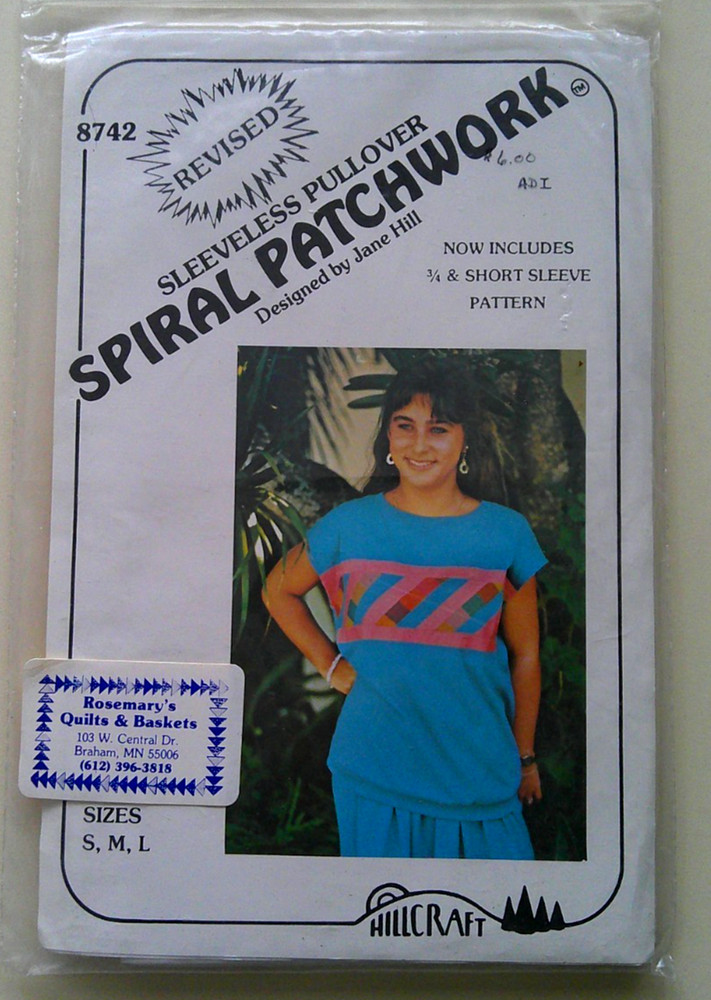 8742
REVISED
SLEEVELESS PULLOVER
SPIRAL PATCHWORK™
Designed by Jane Hill
$6.00
ADI
NOW INCLUDES
¾ & SHORT SLEEVE
PATTERN
Rosemary's
Quilts & Baskets
103 W. Central Dr.
Braham, MN 55006
(612) 396-3818
SIZES
S, M, L
HILLCRAFT